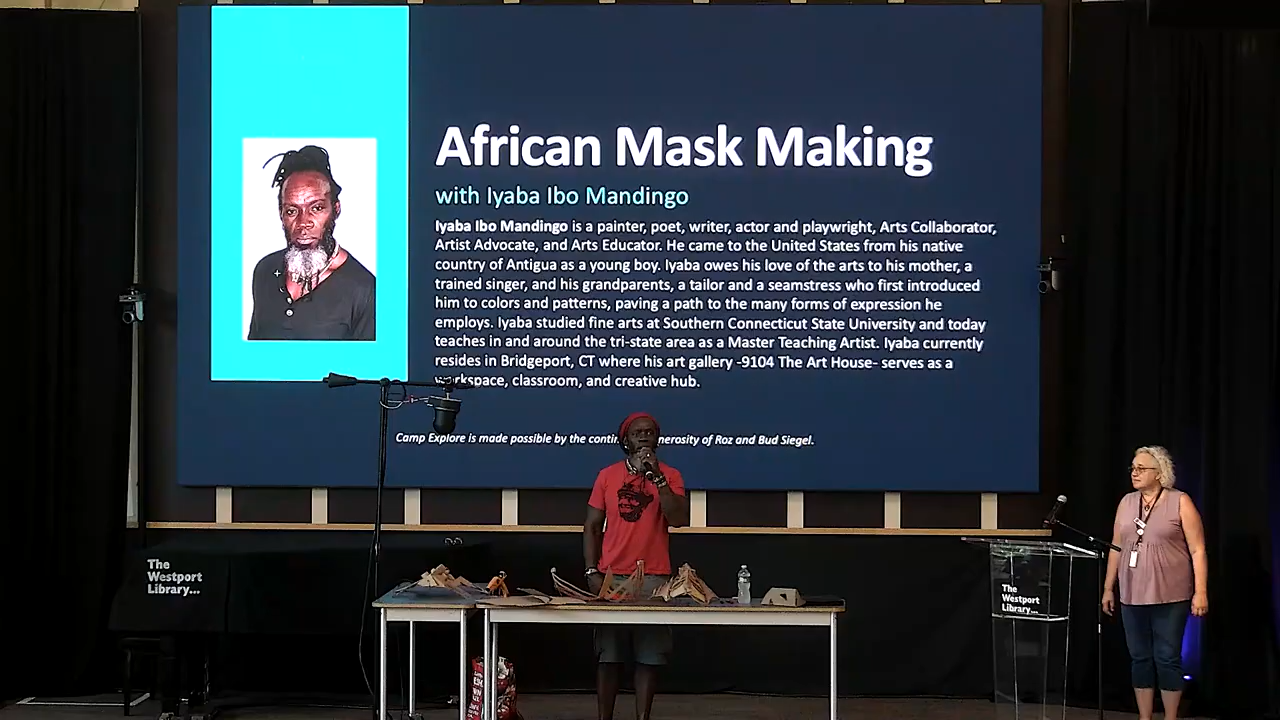 African Mask Making
with Iyaba Ibo Mandingo
Iyaba Ibo Mandingo is a painter, poet, writer, actor and playwright, Arts Collaborator,
Artist Advocate, and Arts Educator. He came to the United States from his native
country of Antigua as a young boy. Iyaba owes his love of the arts to his mother, a
trained singer, and his grandparents, a tailor and a seamstress who first introduced
him to colors and patterns, paving a path to the many forms of expression he
employs. Iyaba studied fine arts at Southern Connecticut State University and today
teaches in and around the tri-state area as a Master Teaching Artist. Iyaba currently
resides in Bridgeport, CT where his art gallery -9104 The Art House- serves as a
workspace, classroom, and creative hub.
Camp Explore is made possible by the of Roz and Bud Siegel.
The
Westport
Library...
The
Westport
Library...